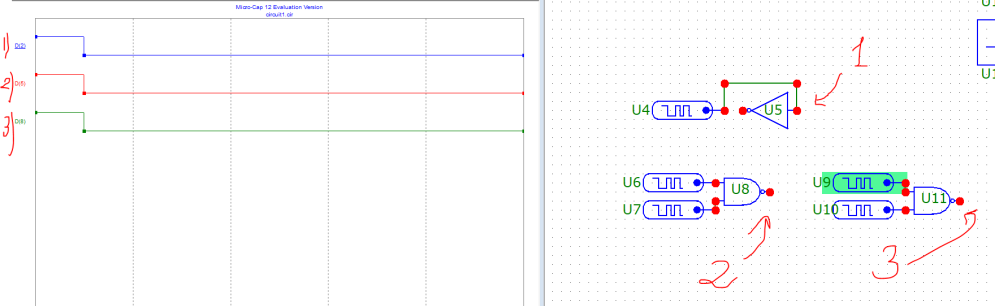 Micro-Cap 12 Evaluation Version
circuit1.cir
1) D(2)
2) D(5)
3) D(8)
U1
U1
1
U4
U5
U6
U8
U7
2
U9
U11
U10
3